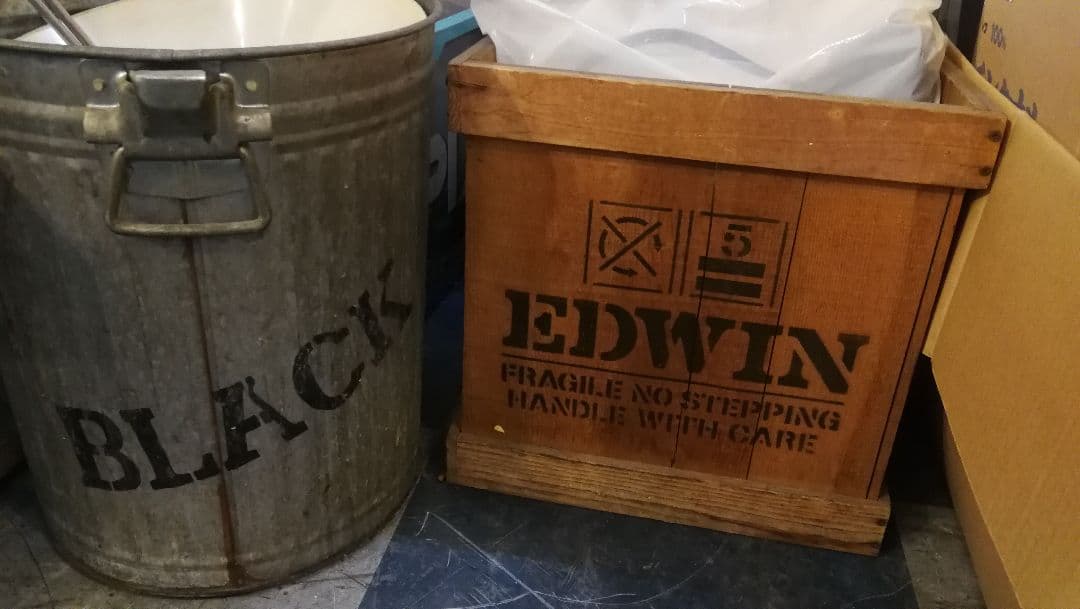 BLACK
5
EDWIN
FRAGILE NO STEPPING
HANDLE WITH CARE